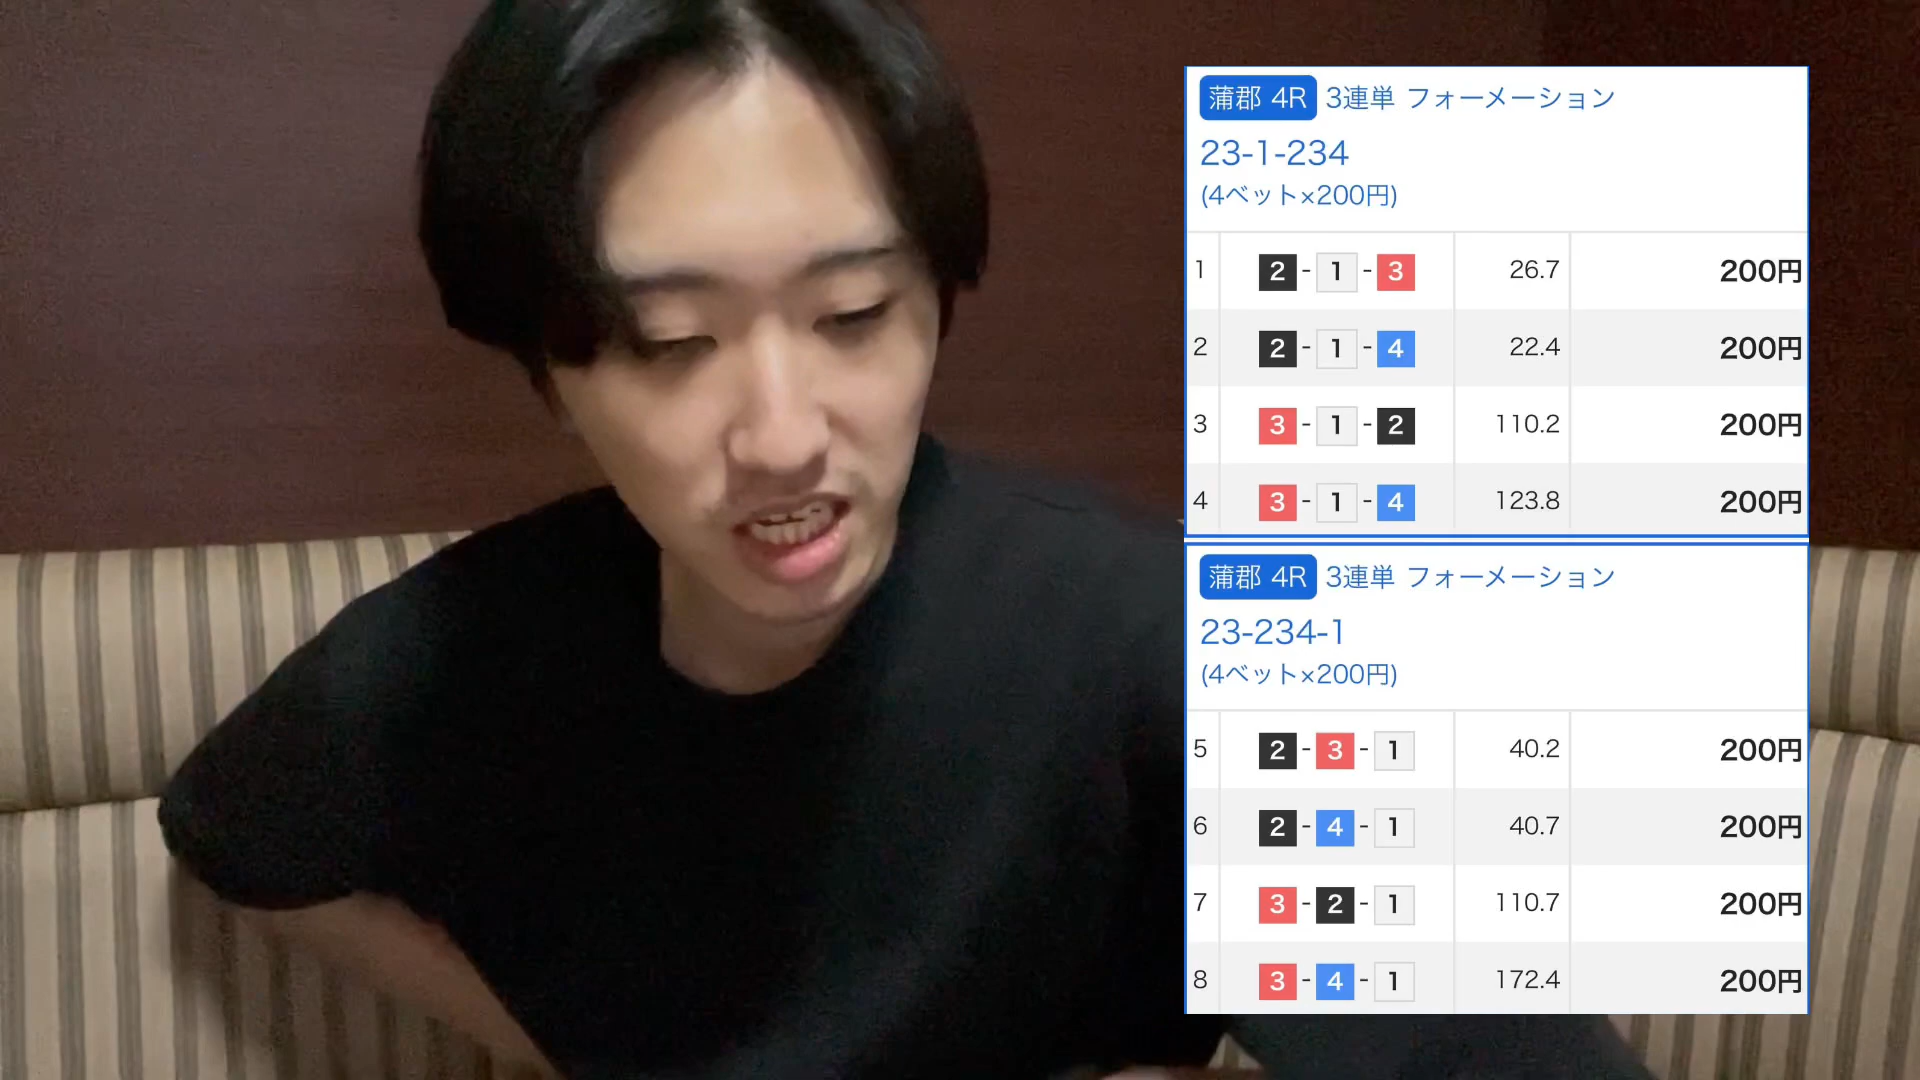 蒲郡 4R 3連単 フォーメーション
23-1-234
(4ベット×200円)
1 2-1-3 26.7 200円
2 2-1-4 22.4 200円
3 3-1-2 110.2 200円
4 3-1-4 123.8 200円
蒲郡 4R 3連単 フォーメーション
23-234-1
(4ベット×200円)
5 2-3-1 40.2 200円
6 2-4-1 40.7 200円
7 3-2-1 110.7 200円
8 3-4-1 172.4 200円